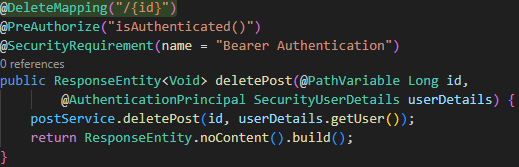 @DeleteMapping("/{id}")
@PreAuthorize("isAuthenticated()")
@SecurityRequirement(name = "Bearer Authentication")
0 references
public ResponseEntity<Void> deletePost(@PathVariable Long id,
        @AuthenticationPrincipal SecurityUserDetails userDetails) {
    postService.deletePost(id, userDetails.getUser());
    return ResponseEntity.noContent().build();
}